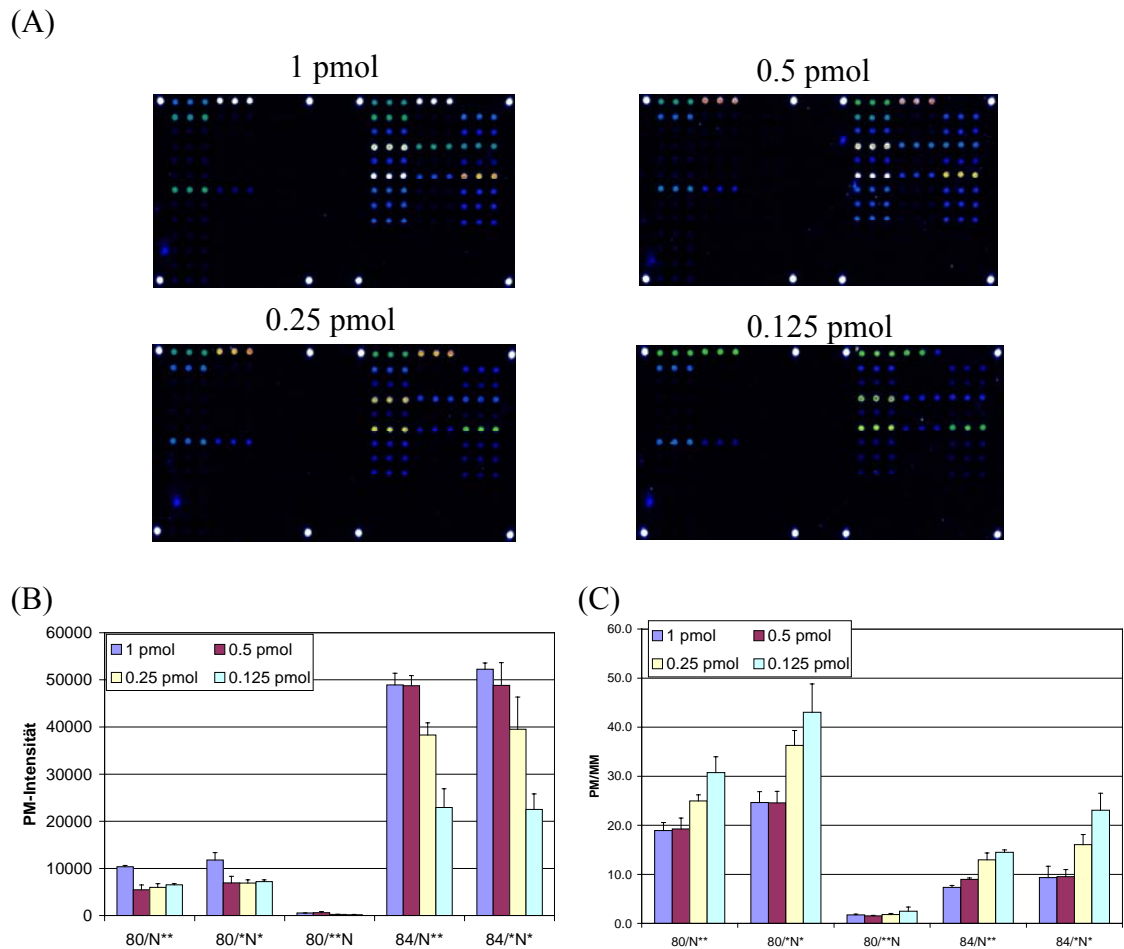 (A)
1 pmol
0.5 pmol
0.25 pmol
0.125 pmol
(B)
PM-Intensität
60000
50000
40000
30000
20000
10000
0
1 pmol
0.5 pmol
0.25 pmol
0.125 pmol
80/N**
80/*N*
80/**N
84/N**
84/*N*
(C)
PM/MM
60.0
50.0
40.0
30.0
20.0
10.0
0.0
1 pmol
0.5 pmol
0.25 pmol
0.125 pmol
80/N**
80/*N*
80/**N
84/N**
84/*N*